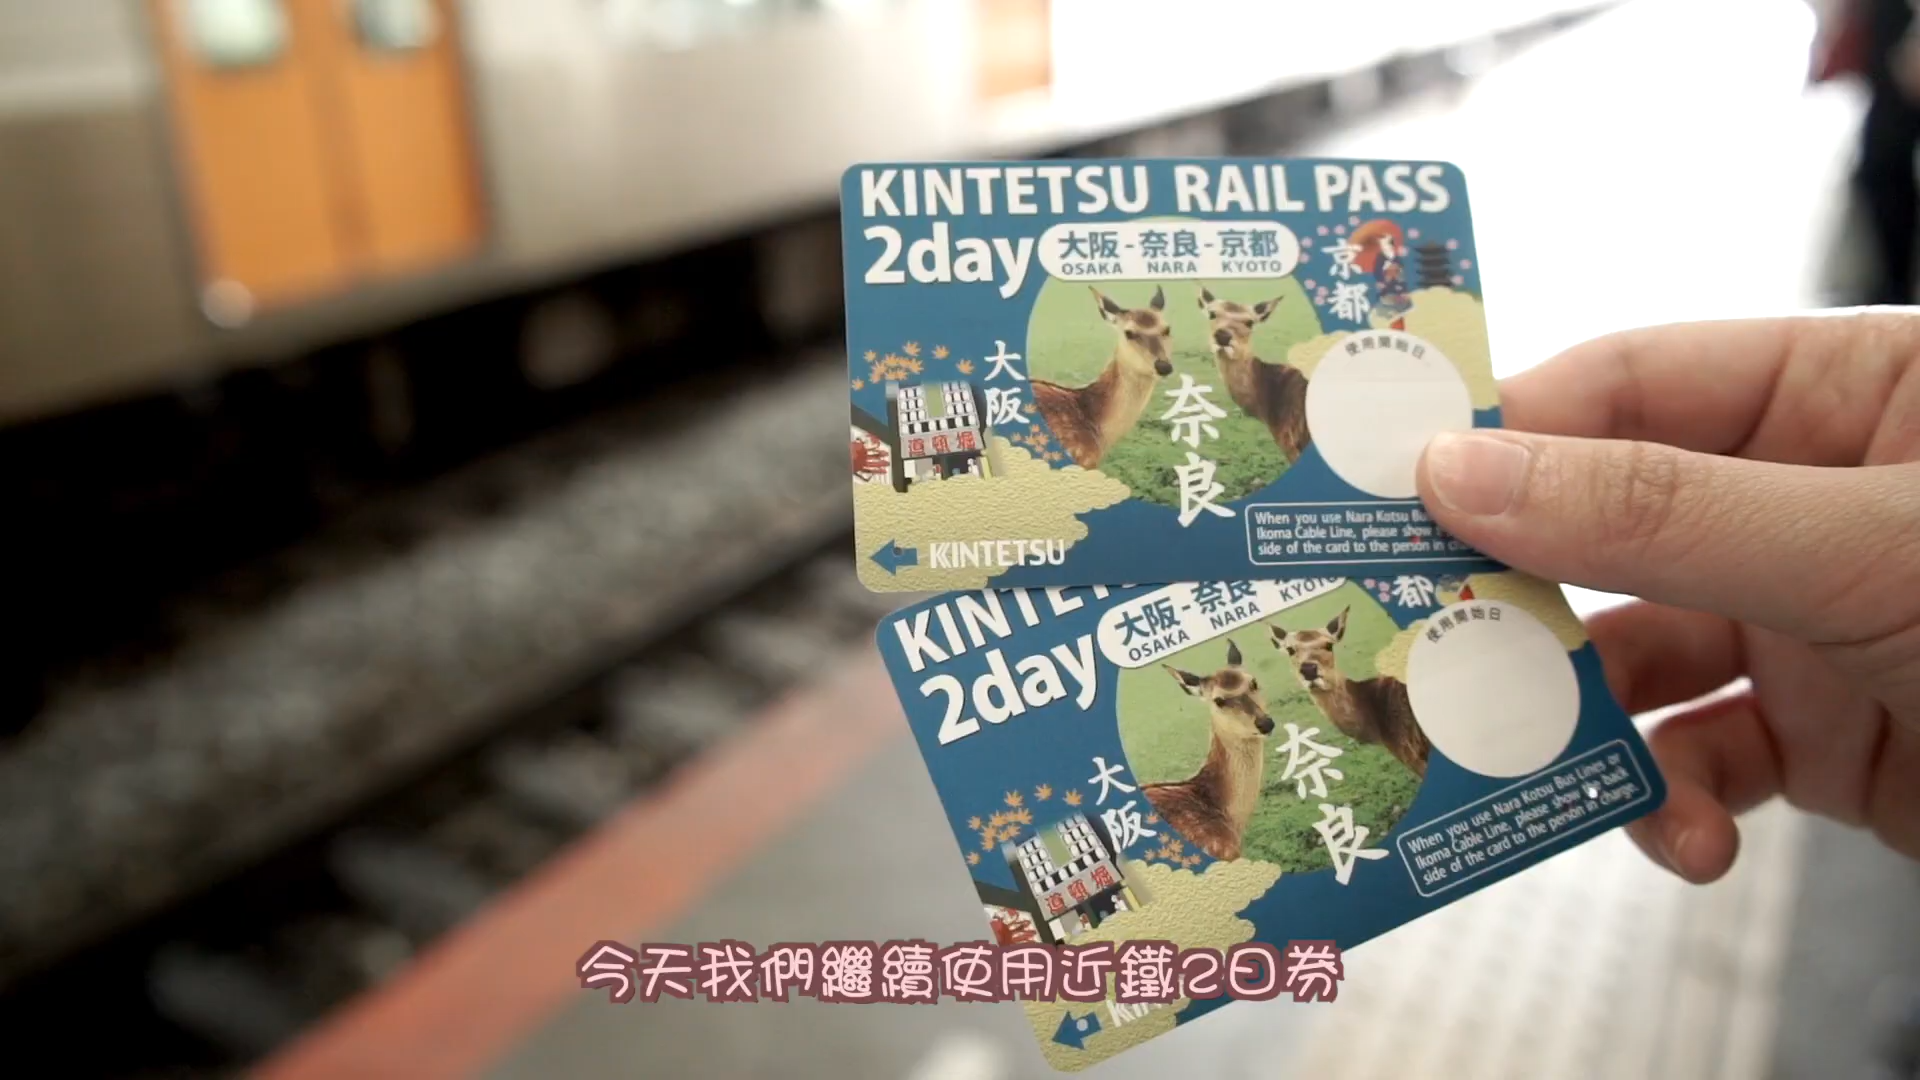 KINTETSU RAIL PASS
2day
大阪-奈良-京都
OSAKA NARA KYOTO
京都
使用開始日
大阪
奈良
道頓堀
When you use Nara Kotsu
Ikoma Cable Line, please show
side of the card to the person in
KINTETSU
2day
大阪-奈良
OSAKA NARA KYOTO
都
使用開始日
大阪
奈良
道頓堀
When you use Nara Kotsu Bus Lines or
Ikoma Cable Line, please show the back
side of the card to the person in charge.
今天我們繼續使用近鐵2日券